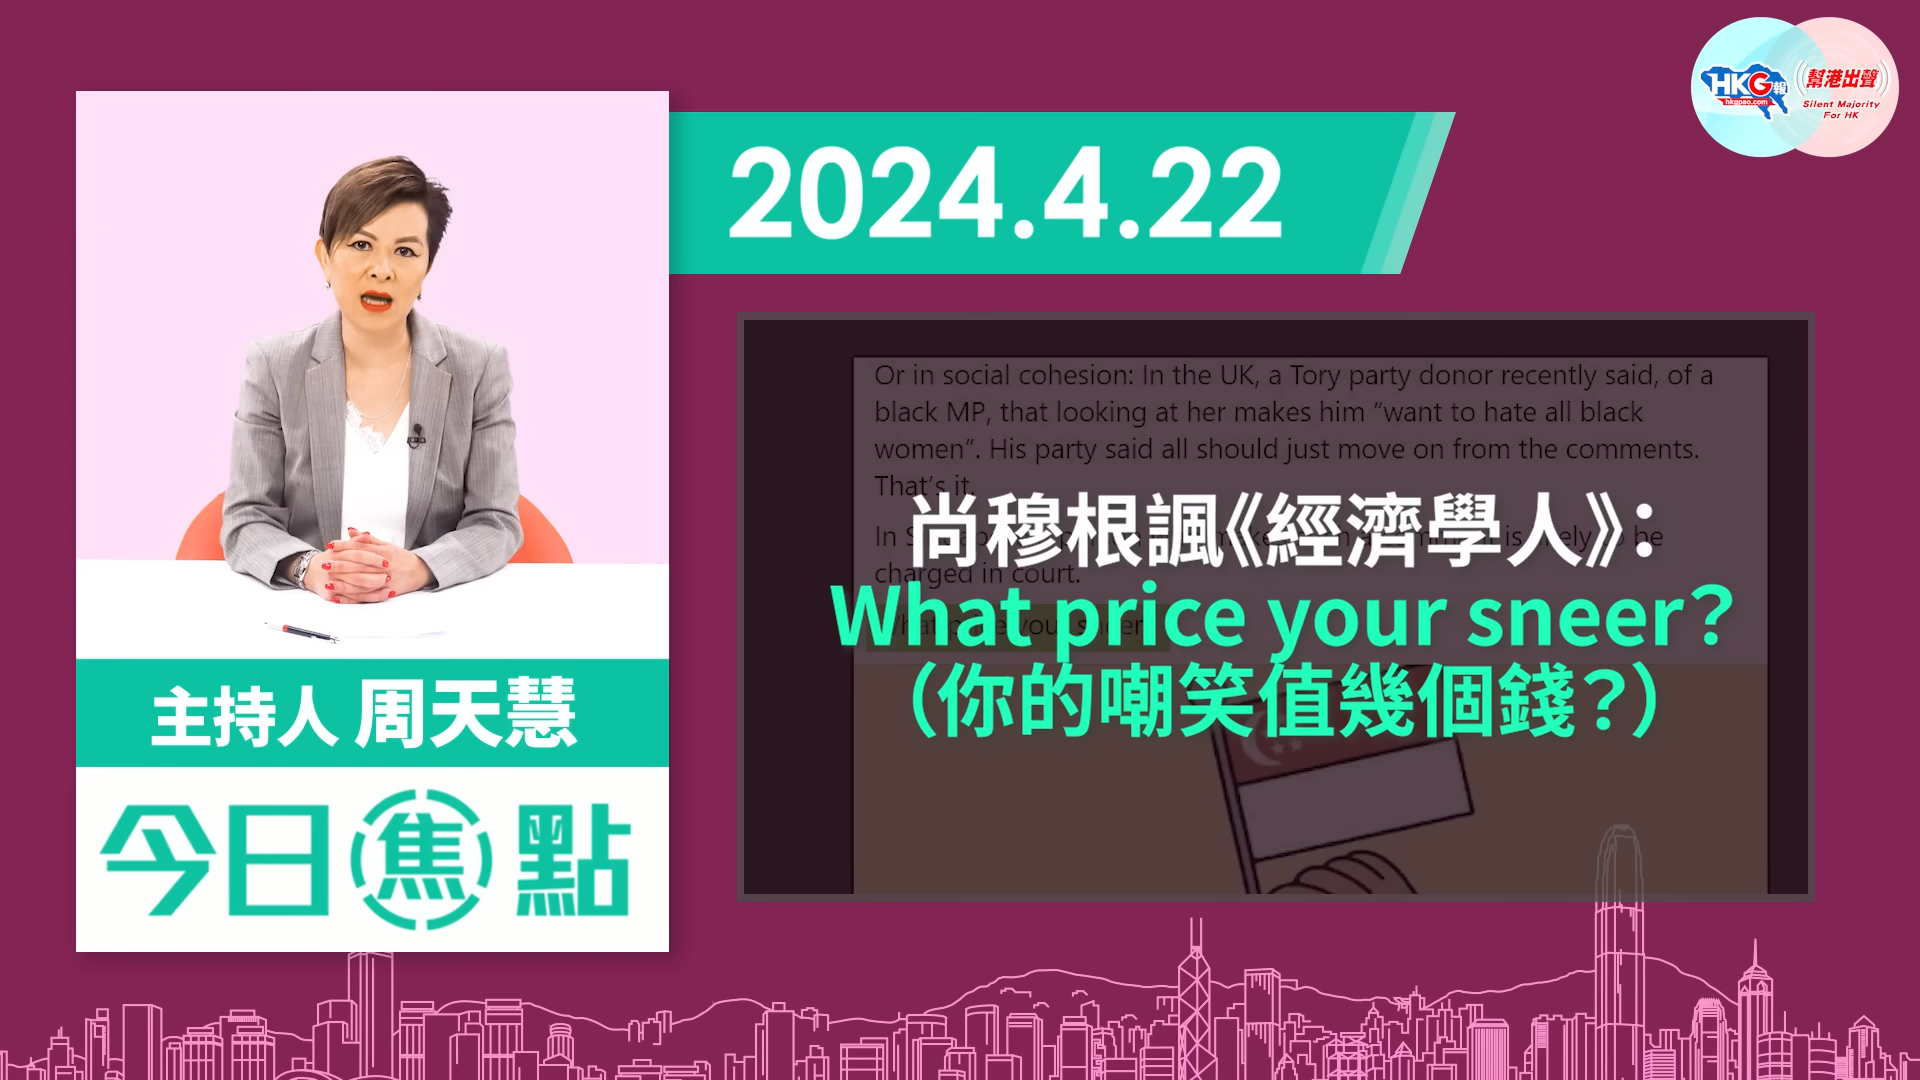 HKG報
hkgpao.com
幫港出聲
Silent Majority
For HK
2024.4.22
Or in social cohesion: In the UK, a Tory party donor recently said, of a
black MP, that looking at her makes him “want to hate all black
women”. His party said all should just move on from the comments.
That’s it.
尚穆根諷《經濟學人》：
charged in court.
What price your sneer？
（你的嘲笑值幾個錢？）
主持人 周天慧
今日焦點